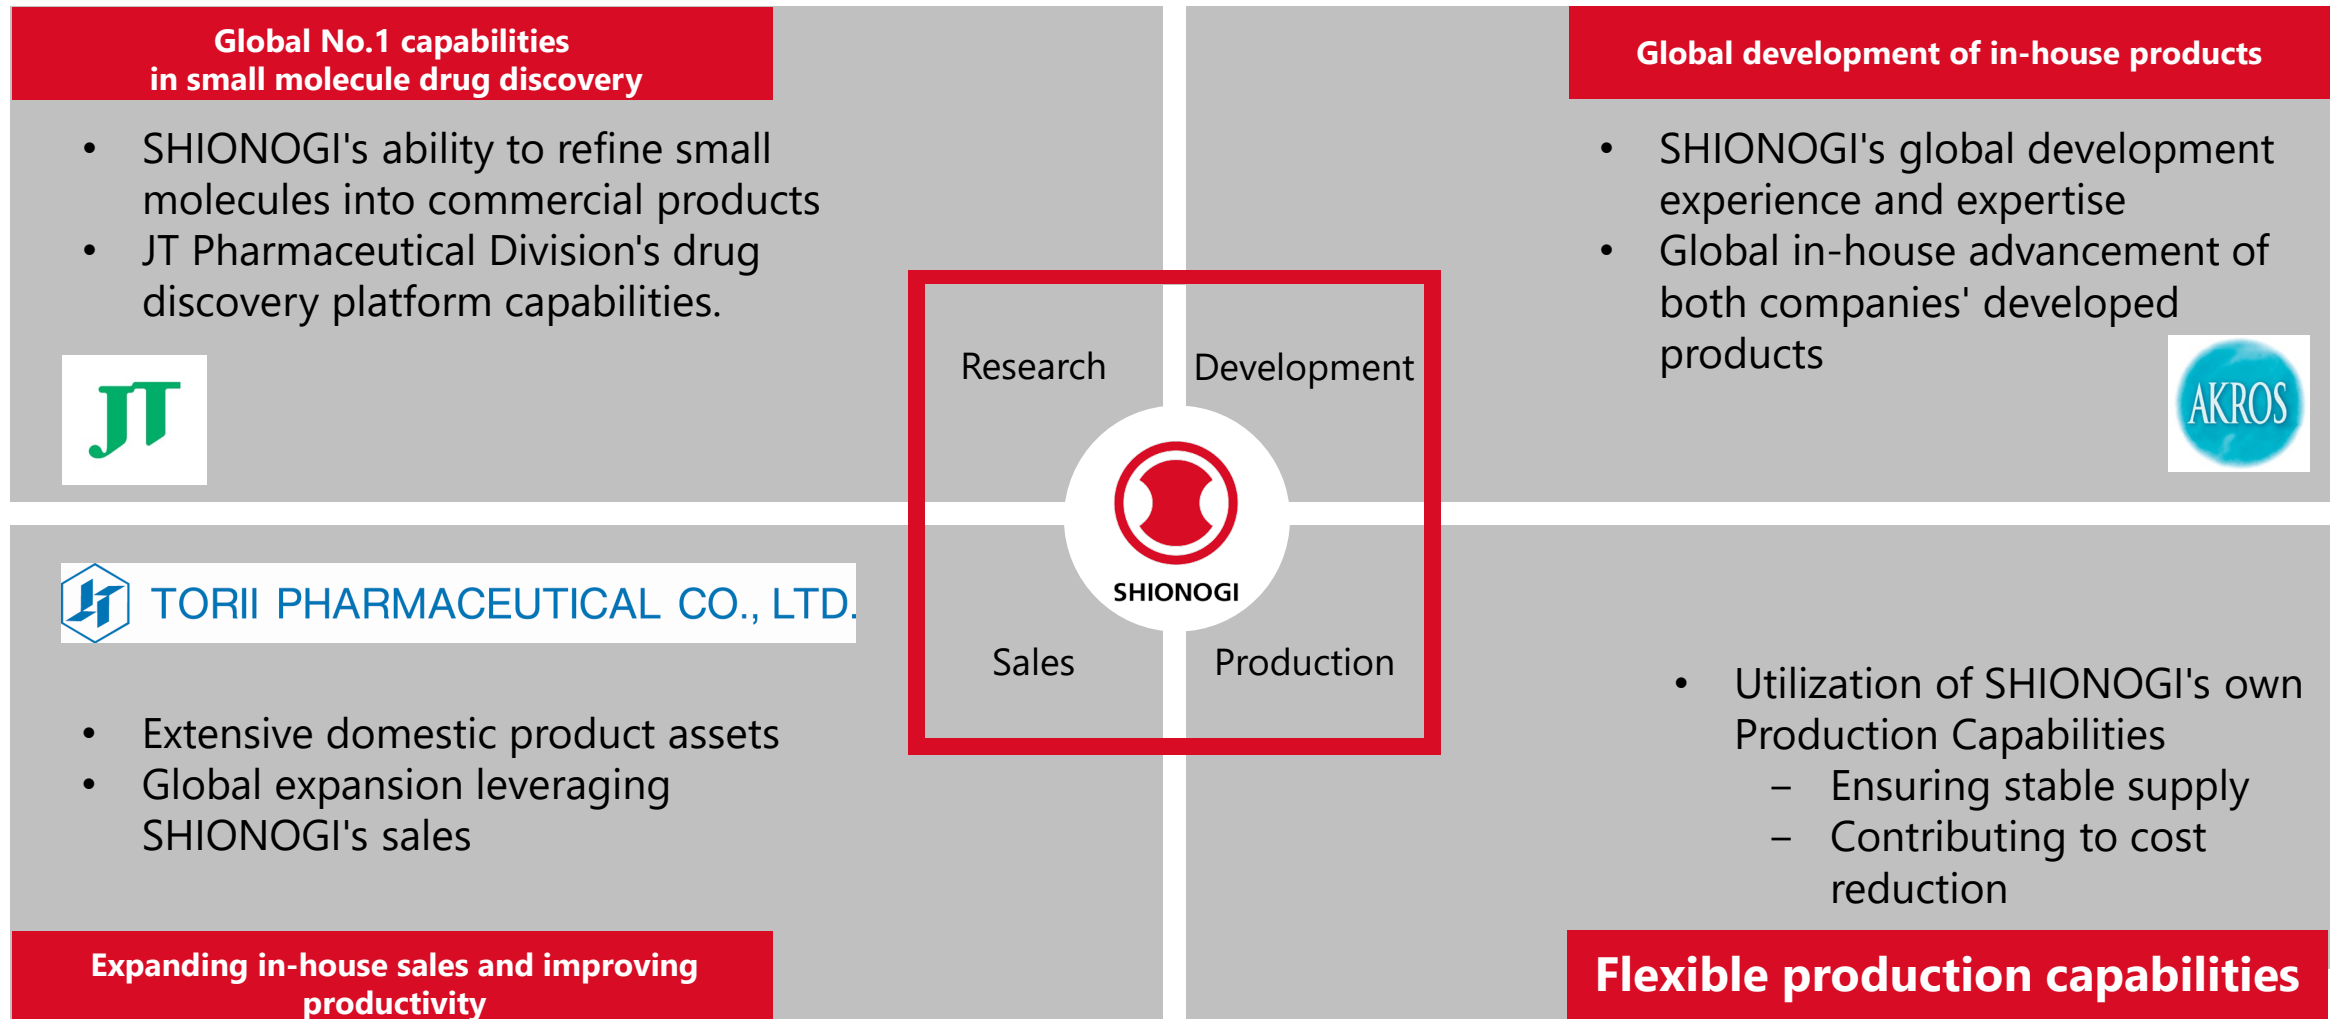 Global No.1 capabilities
in small molecule drug discovery
• SHIONOGI's ability to refine small
molecules into commercial products
• JT Pharmaceutical Division's drug
discovery platform capabilities.
JT
Global development of in-house products
• SHIONOGI's global development
experience and expertise
• Global in-house advancement of
both companies' developed
products
AKROS
Research
Development
SHIONOGI
Sales
Production
TORII PHARMACEUTICAL CO., LTD.
• Extensive domestic product assets
• Global expansion leveraging
SHIONOGI's sales
Expanding in-house sales and improving
productivity
• Utilization of SHIONOGI's own
Production Capabilities
– Ensuring stable supply
– Contributing to cost
reduction
Flexible production capabilities